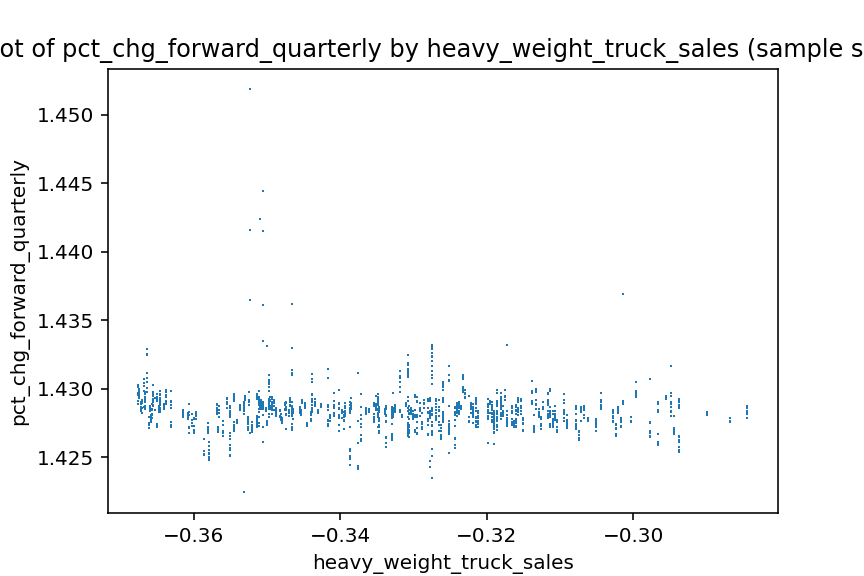 ot of pct_chg_forward_quarterly by heavy_weight_truck_sales (sample s
1.450
1.445
1.440
1.435
1.430
1.425
pct_chg_forward_quarterly
−0.36 −0.34 −0.32 −0.30
heavy_weight_truck_sales